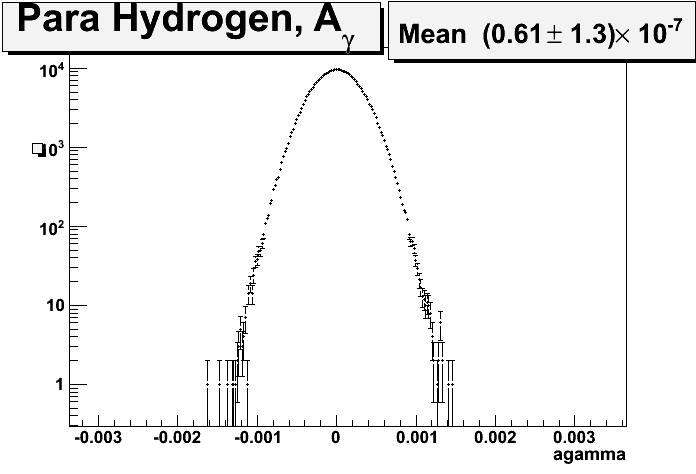 Para Hydrogen, Aγ
Mean (0.61 ± 1.3)× 10⁻⁷
10⁴
10³
10²
10
1
-0.003 -0.002 -0.001 0 0.001 0.002 0.003
agamma